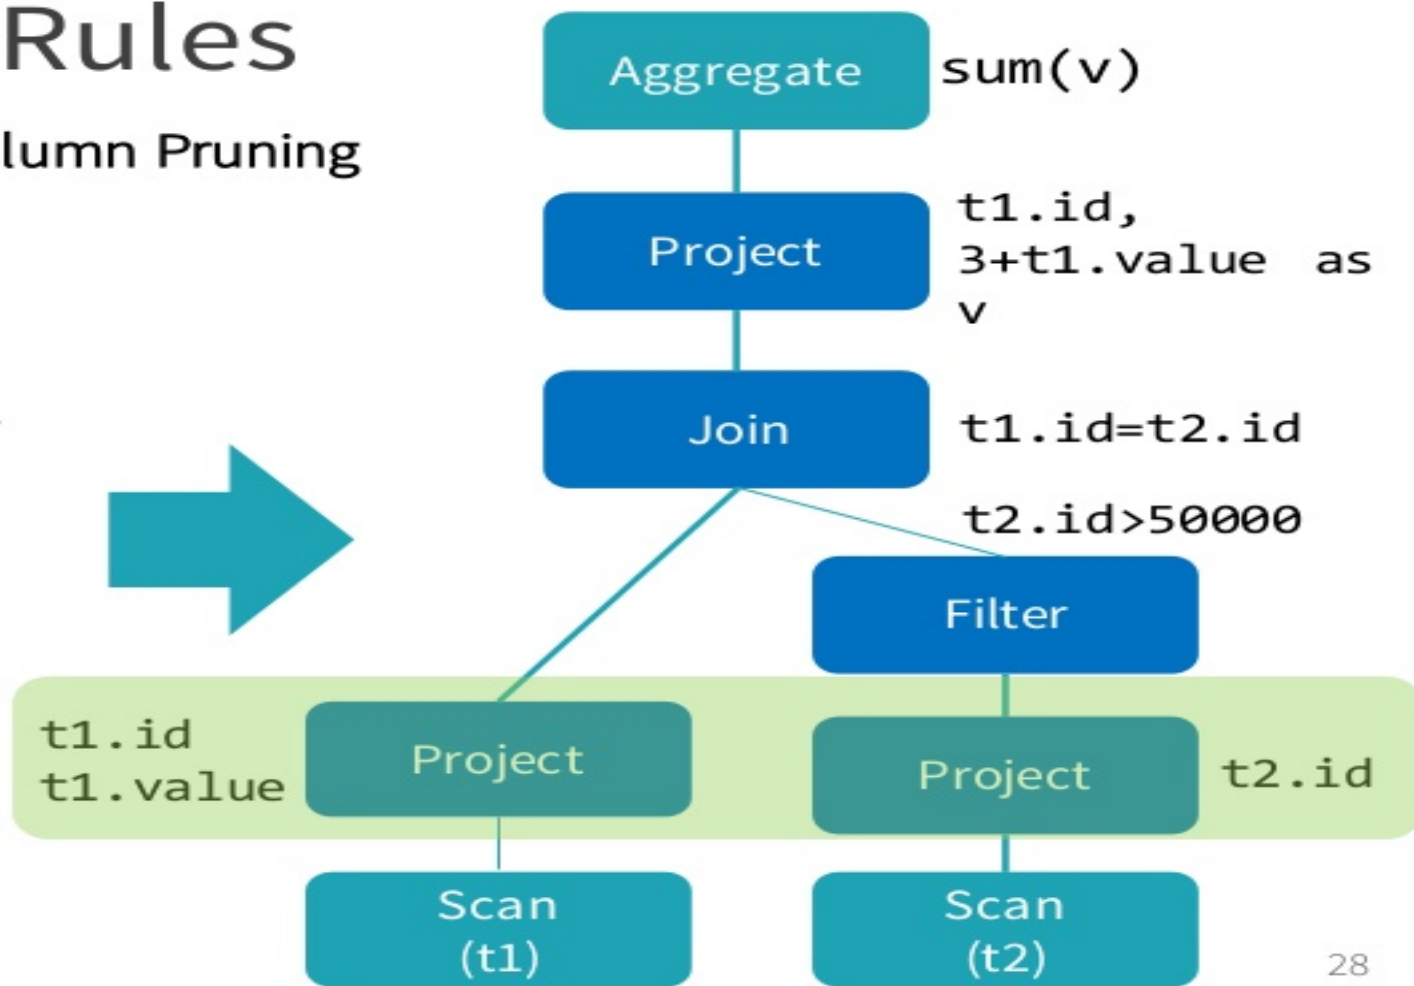 Rules
lumn Pruning
Aggregate
sum(v)
Project
t1.id,
3+t1.value as
v
Join
t1.id=t2.id
t2.id>50000
Filter
t1.id
t1.value
Project
Project
t2.id
Scan
(t1)
Scan
(t2)
28